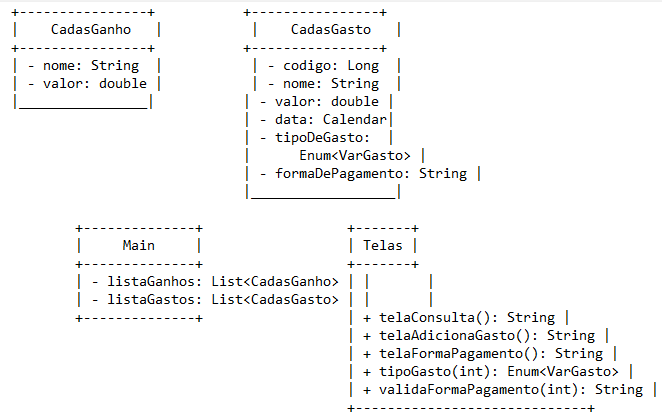 +---------------+           +---------------+
|    CadasGanho   |          |    CadasGasto   |
+---------------+           +---------------+
| - nome: String  |           | - codigo: Long  |
| - valor: double |           | - nome: String  |
|________________|          | - valor: double |
| - data: Calendar|
| - tipoDeGasto:  |
|      Enum<VarGasto> |
| - formaDePagamento: String |
|__________________|
+--------------+                  +-------+
|     Main     |                  | Telas |
+--------------+                  +-------+
| - listaGanhos: List<CadasGanho> | |       |
| - listaGastos: List<CadasGasto> | |       |
+--------------+                  | + telaConsulta(): String |
| + telaAdicionaGasto(): String |
| + telaFormaPagamento(): String |
| + tipoGasto(int): Enum<VarGasto> |
| + validaFormaPagamento(int): String |
+-----------------------------+